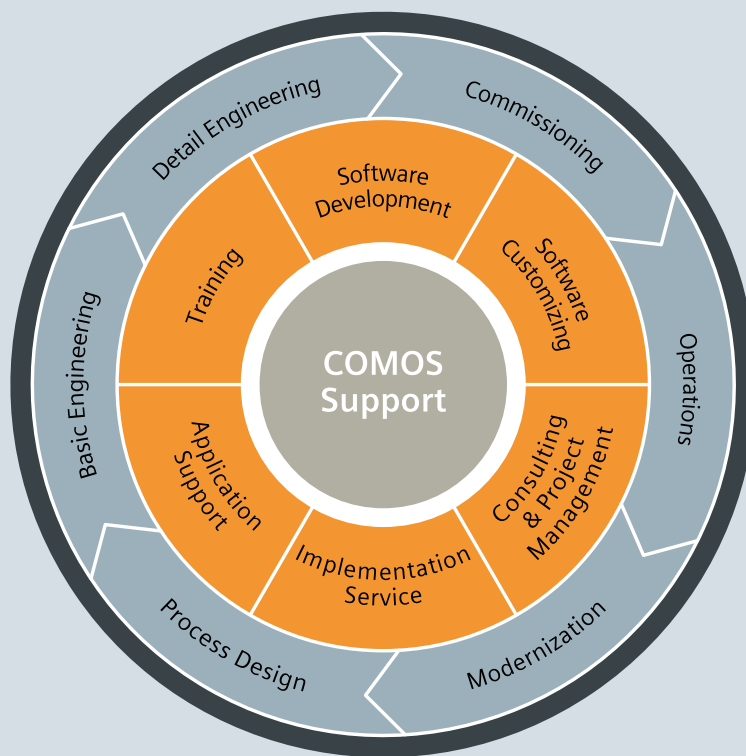 COMOS
Support
Software
Development
Software
Customizing
Consulting
& Project
Management
Implementation
Service
Application
Support
Training
Detail Engineering
Commissioning
Operations
Modernization
Process Design
Basic Engineering